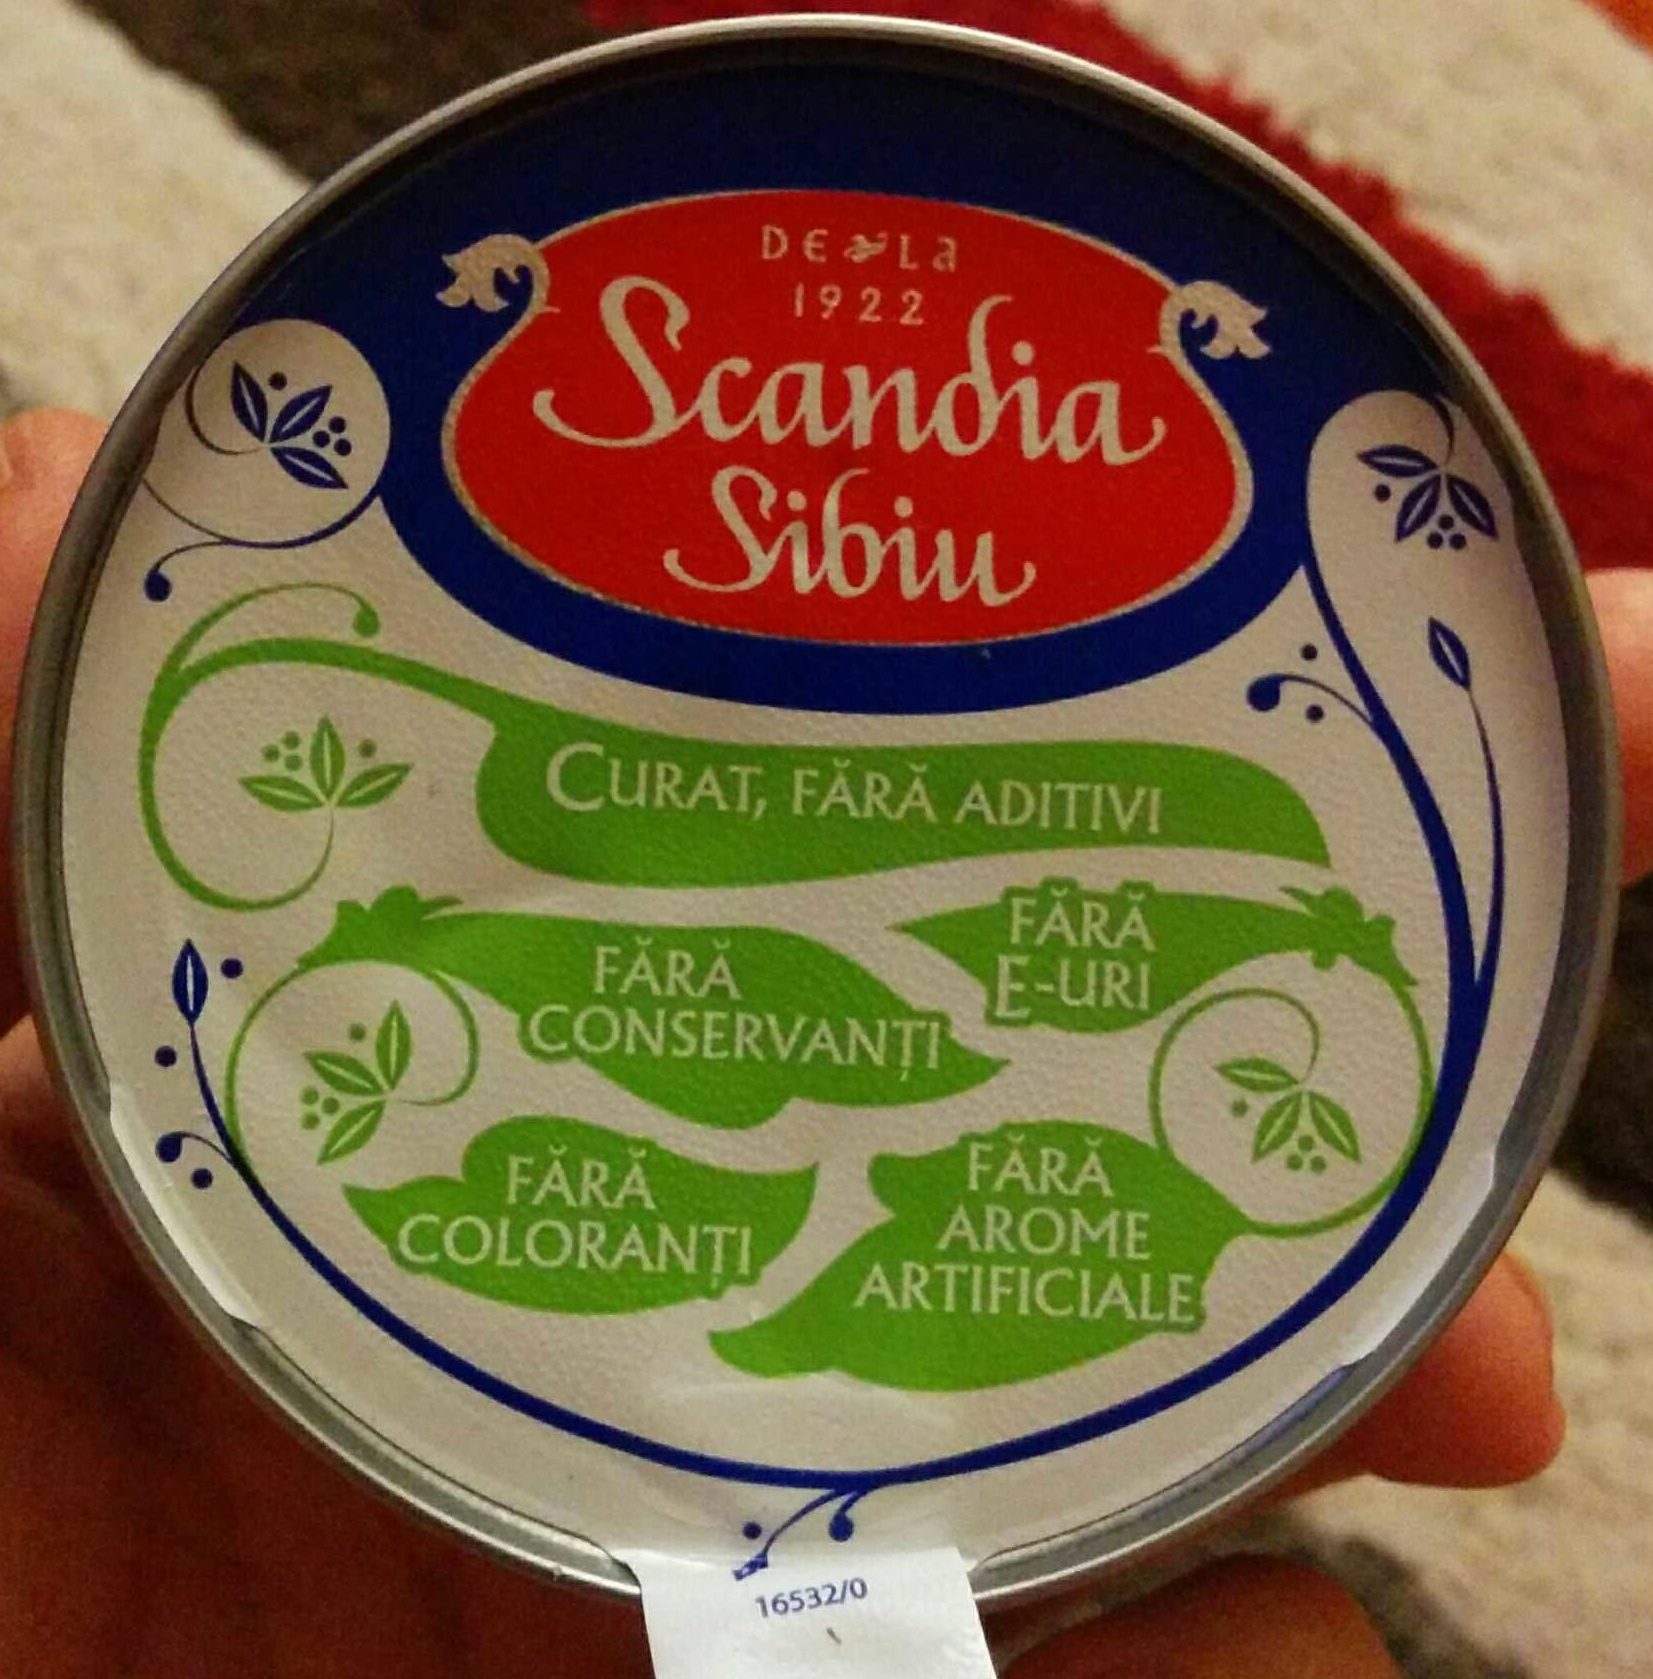 DE LA
1922
Scandia
Sibiu
CURAT, FĂRĂ ADITIVI
FĂRĂ
E-URI
FĂRĂ
CONSERVANȚI
FĂRĂ
COLORANȚI
FĂRĂ
AROME
ARTIFICIALE
16532/0